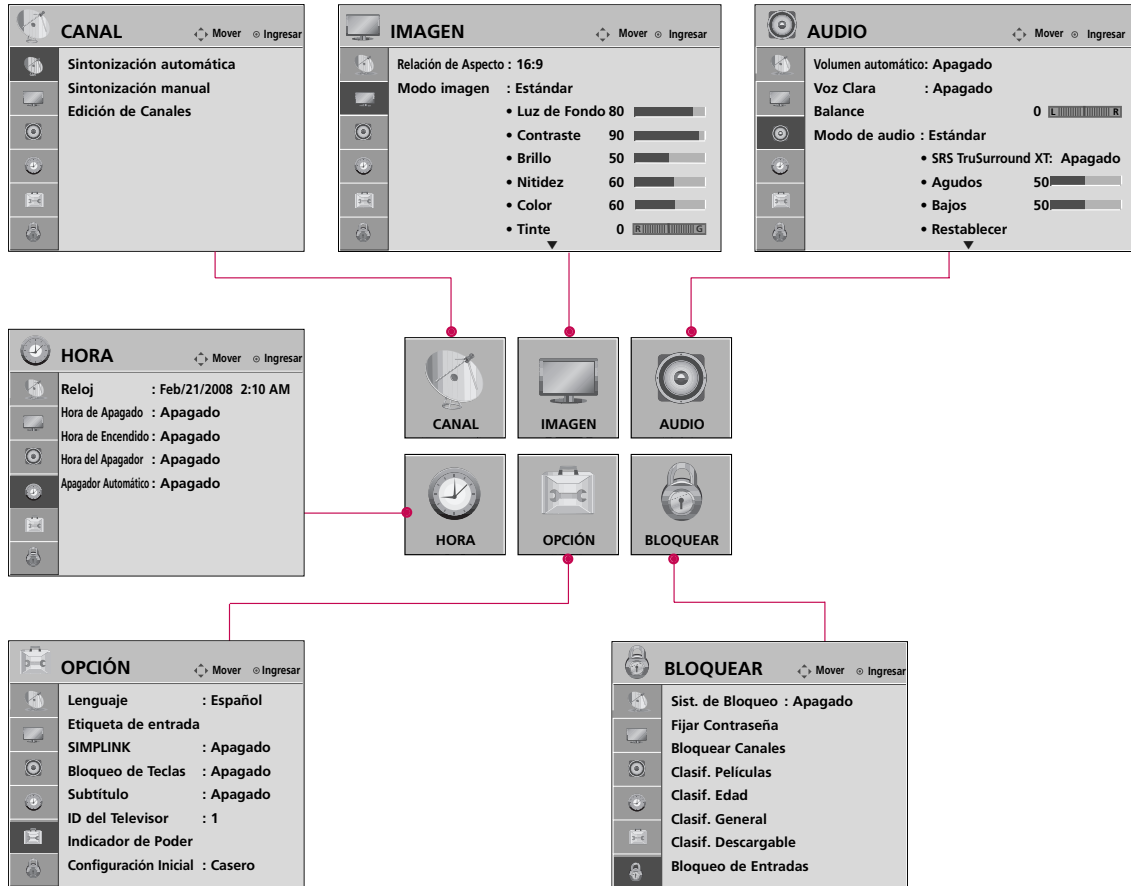 CANAL Mover Ingresar
Sintonización automática
Sintonización manual
Edición de Canales
IMAGEN Mover Ingresar
Relación de Aspecto : 16:9
Modo imagen : Estándar
• Luz de Fondo 80
• Contraste 90
• Brillo 50
• Nitidez 60
• Color 60
• Tinte 0 R G
AUDIO Mover Ingresar
Volumen automático: Apagado
Voz Clara : Apagado
Balance 0 L R
Modo de audio : Estándar
• SRS TruSurround XT: Apagado
• Agudos 50
• Bajos 50
• Restablecer
HORA Mover Ingresar
Reloj : Feb/21/2008 2:10 AM
Hora de Apagado : Apagado
Hora de Encendido : Apagado
Hora del Apagador : Apagado
Apagador Automático : Apagado
CANAL
IMAGEN
AUDIO
HORA
OPCIÓN
BLOQUEAR
OPCIÓN Mover Ingresar
Lenguaje : Español
Etiqueta de entrada
SIMPLINK : Apagado
Bloqueo de Teclas : Apagado
Subtítulo : Apagado
ID del Televisor : 1
Indicador de Poder
Configuración Inicial : Casero
BLOQUEAR Mover Ingresar
Sist. de Bloqueo : Apagado
Fijar Contraseña
Bloquear Canales
Clasif. Películas
Clasif. Edad
Clasif. General
Clasif. Descargable
Bloqueo de Entradas